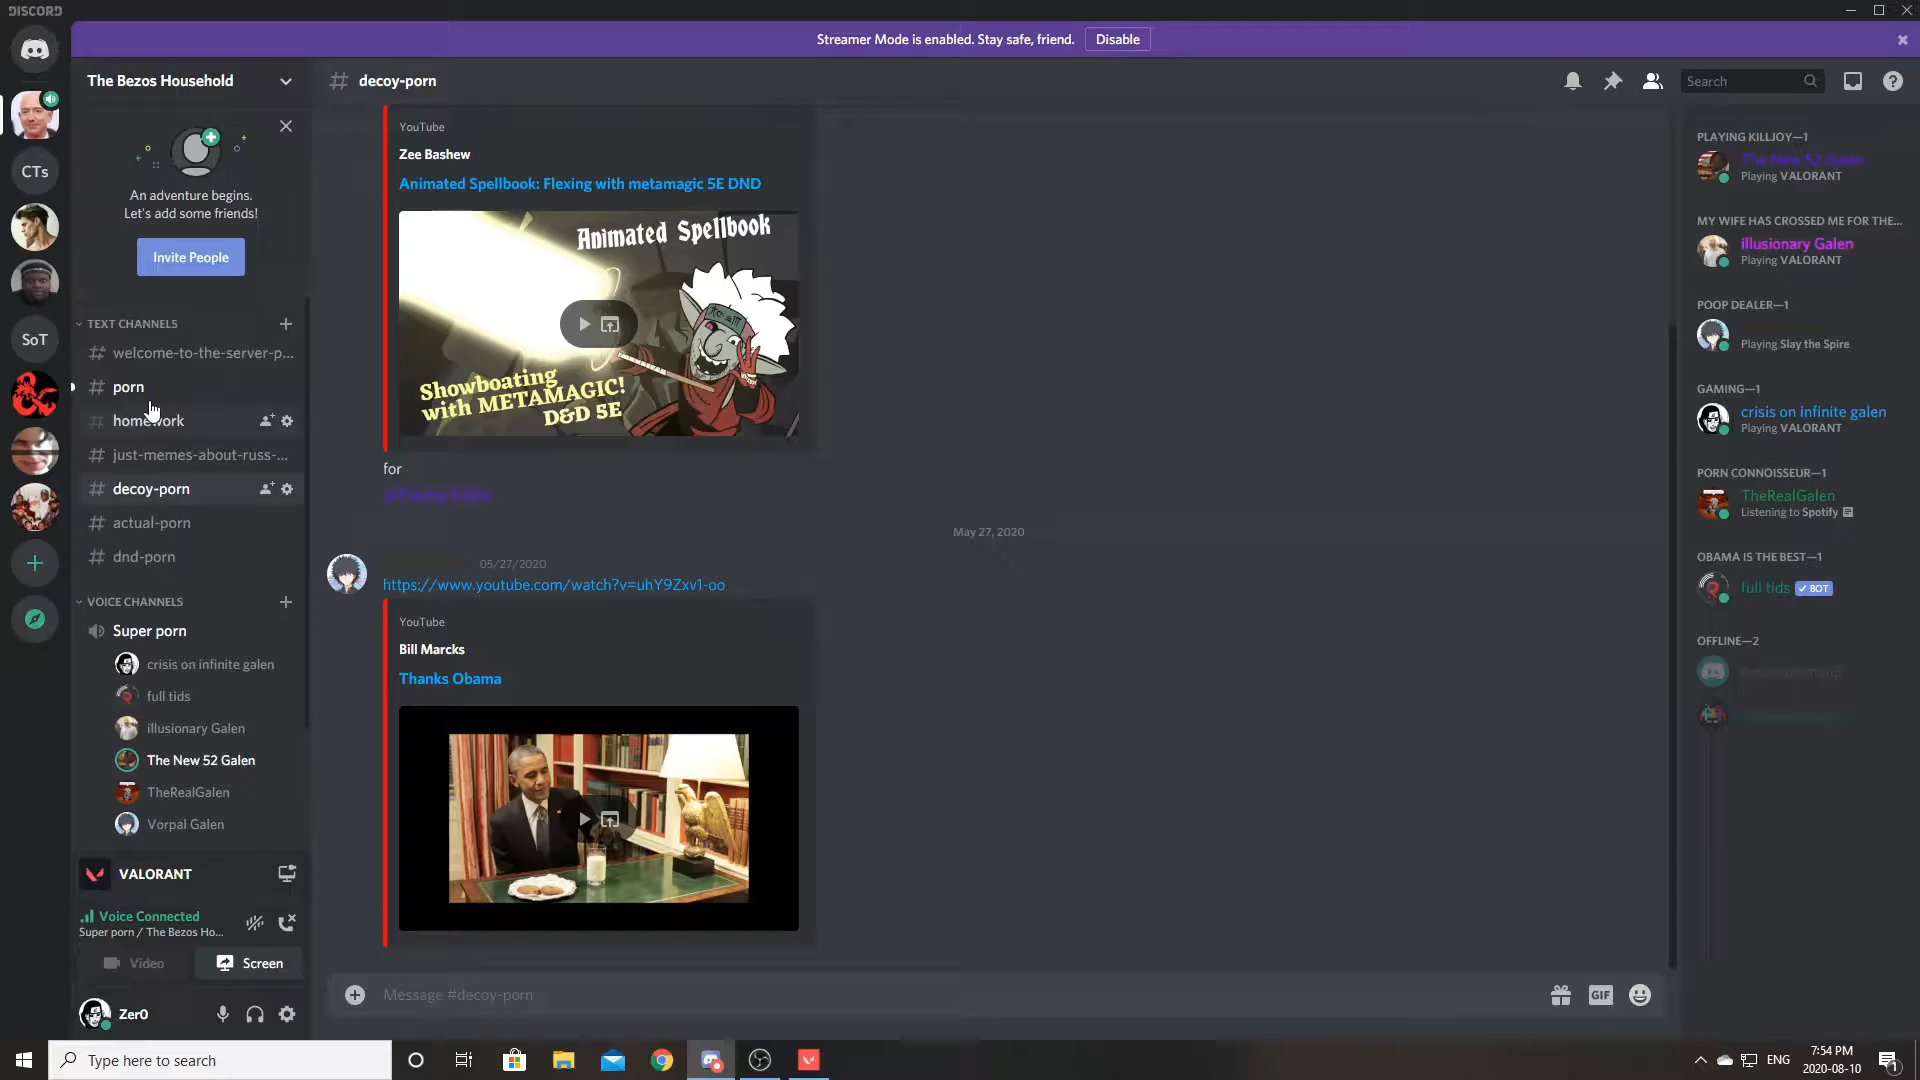 DISCORD
Streamer Mode is enabled. Stay safe, friend.
Disable
The Bezos Household
An adventure begins.
Let's add some friends!
Invite People
CTs
SoT
TEXT CHANNELS
welcome-to-the-server-p...
porn
homework
just-memes-about-russ-...
decoy-porn
actual-porn
dnd-porn
VOICE CHANNELS
Super porn
crisis on infinite galen
full tids
illusionary Galen
The New 52 Galen
TheRealGalen
Vorpal Galen
VALORANT
Voice Connected
Super porn / The Bezos Ho...
Video
Screen
Zer0
# decoy-porn
Search
YouTube
Zee Bashew
Animated Spellbook: Flexing with metamagic 5E DND
Animated Spellbook
Showboating
with METAMAGIC!
D&D 5E
for
@Playing Killjoy
May 27, 2020
05/27/2020
https://www.youtube.com/watch?v=uhY9Zxv1-oo
YouTube
Bill Marcks
Thanks Obama
Message #decoy-porn
GIF
PLAYING KILLJOY—1
The New 52 Galen
Playing VALORANT
MY WIFE HAS CROSSED ME FOR THE...
illusionary Galen
Playing VALORANT
POOP DEALER—1
Playing Slay the Spire
GAMING—1
crisis on infinite galen
Playing VALORANT
PORN CONNOISSEUR—1
TheRealGalen
Listening to Spotify
OBAMA IS THE BEST—1
full tids
BOT
OFFLINE—2
Type here to search
ENG
7:54 PM
2020-08-10
1